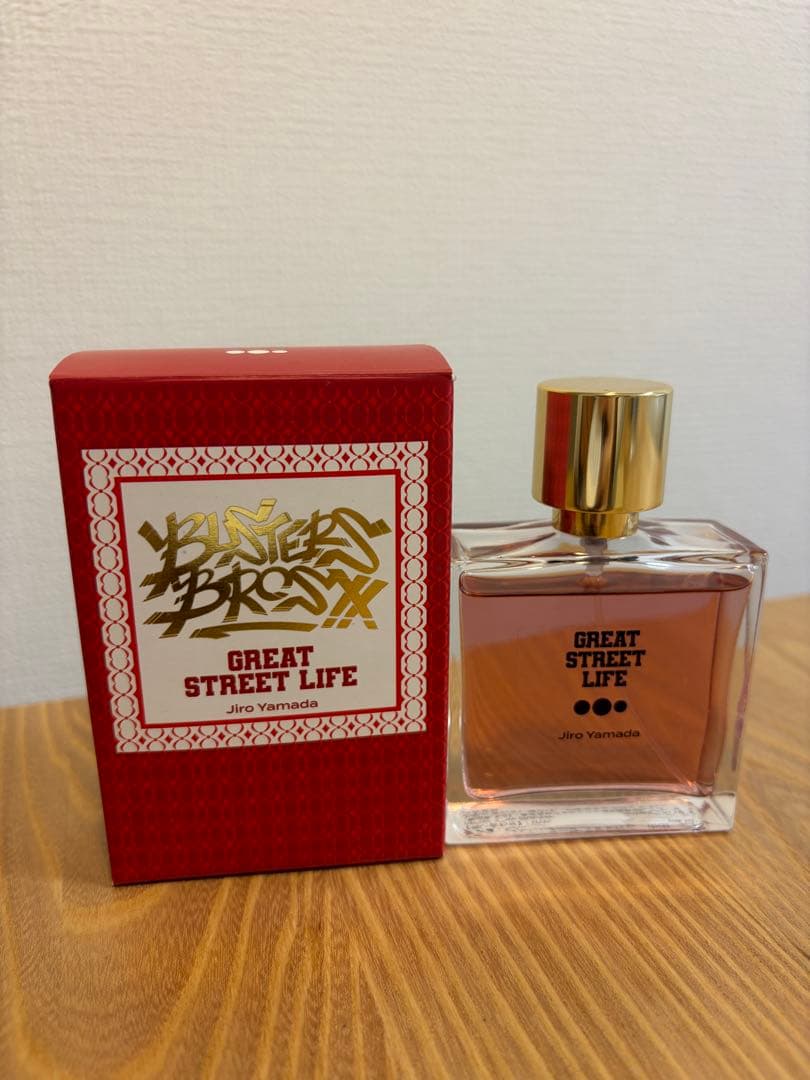 BUSTERS
BROS!!!
GREAT
STREET LIFE
Jiro Yamada
GREAT
STREET
LIFE
Jiro Yamada